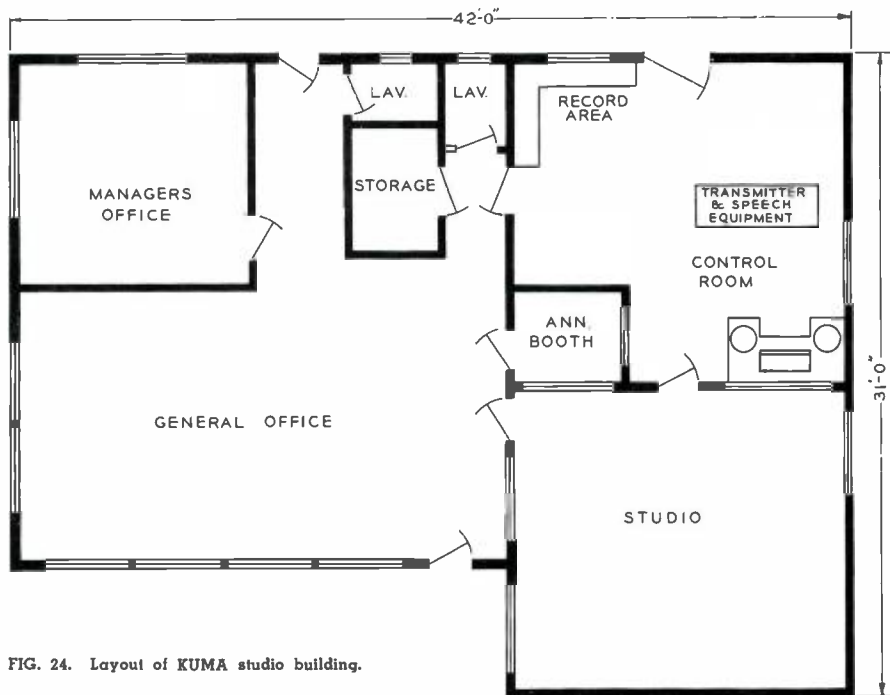 42'-0"
LAV.
LAV.
RECORD
AREA
MANAGERS
OFFICE
STORAGE
TRANSMITTER
& SPEECH
EQUIPMENT
CONTROL
ROOM
ANN.
BOOTH
31'-0"
GENERAL OFFICE
STUDIO
FIG. 24. Layout of KUMA studio building.